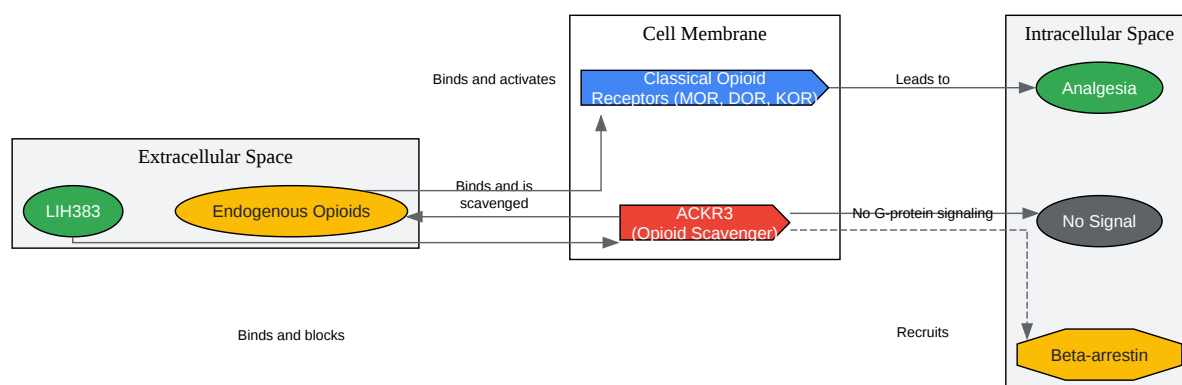 Cell Membrane
Intracellular Space
Binds and activates
Classical Opioid
Receptors (MOR, DOR, KOR)
Leads to
Analgesia
Extracellular Space
LIH383
Endogenous Opioids
Binds and is
scavenged
ACKR3
(Opioid Scavenger)
No G-protein signaling
No Signal
Binds and blocks
Recruits
Beta-arrestin